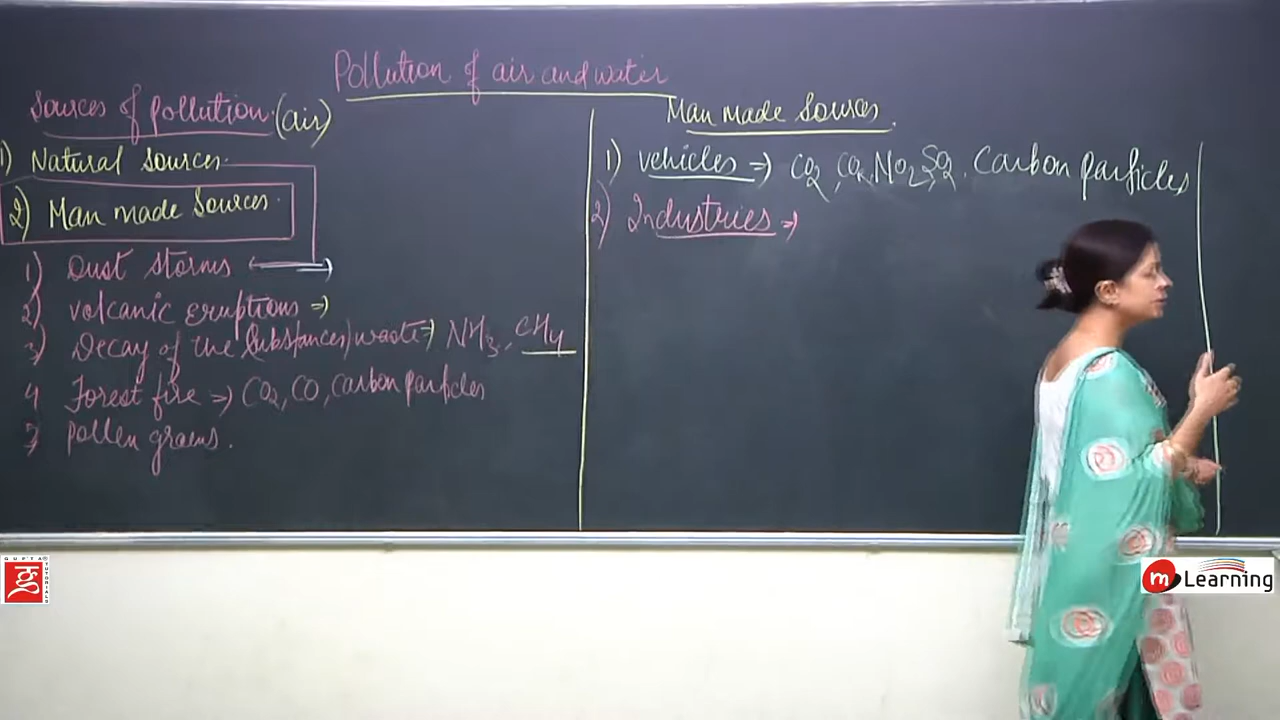 Pollution of air and water
Sources of pollution. (air)
1) Natural Sources.
2) Man made Sources.
1) Dust storms
2) volcanic eruptions ⇒
3) Decay of the Substances/waste ⇒ NH3, CH4
4 Forest fire ⇒ CO2, CO, Carbon particles
5 pollen grains.
Man made Sources.
1) vehicles ⇒ CO2, CO, NO2, SO2. Carbon particles
2) Industries ⇒
GUPTA TUTORIALS
m Learning